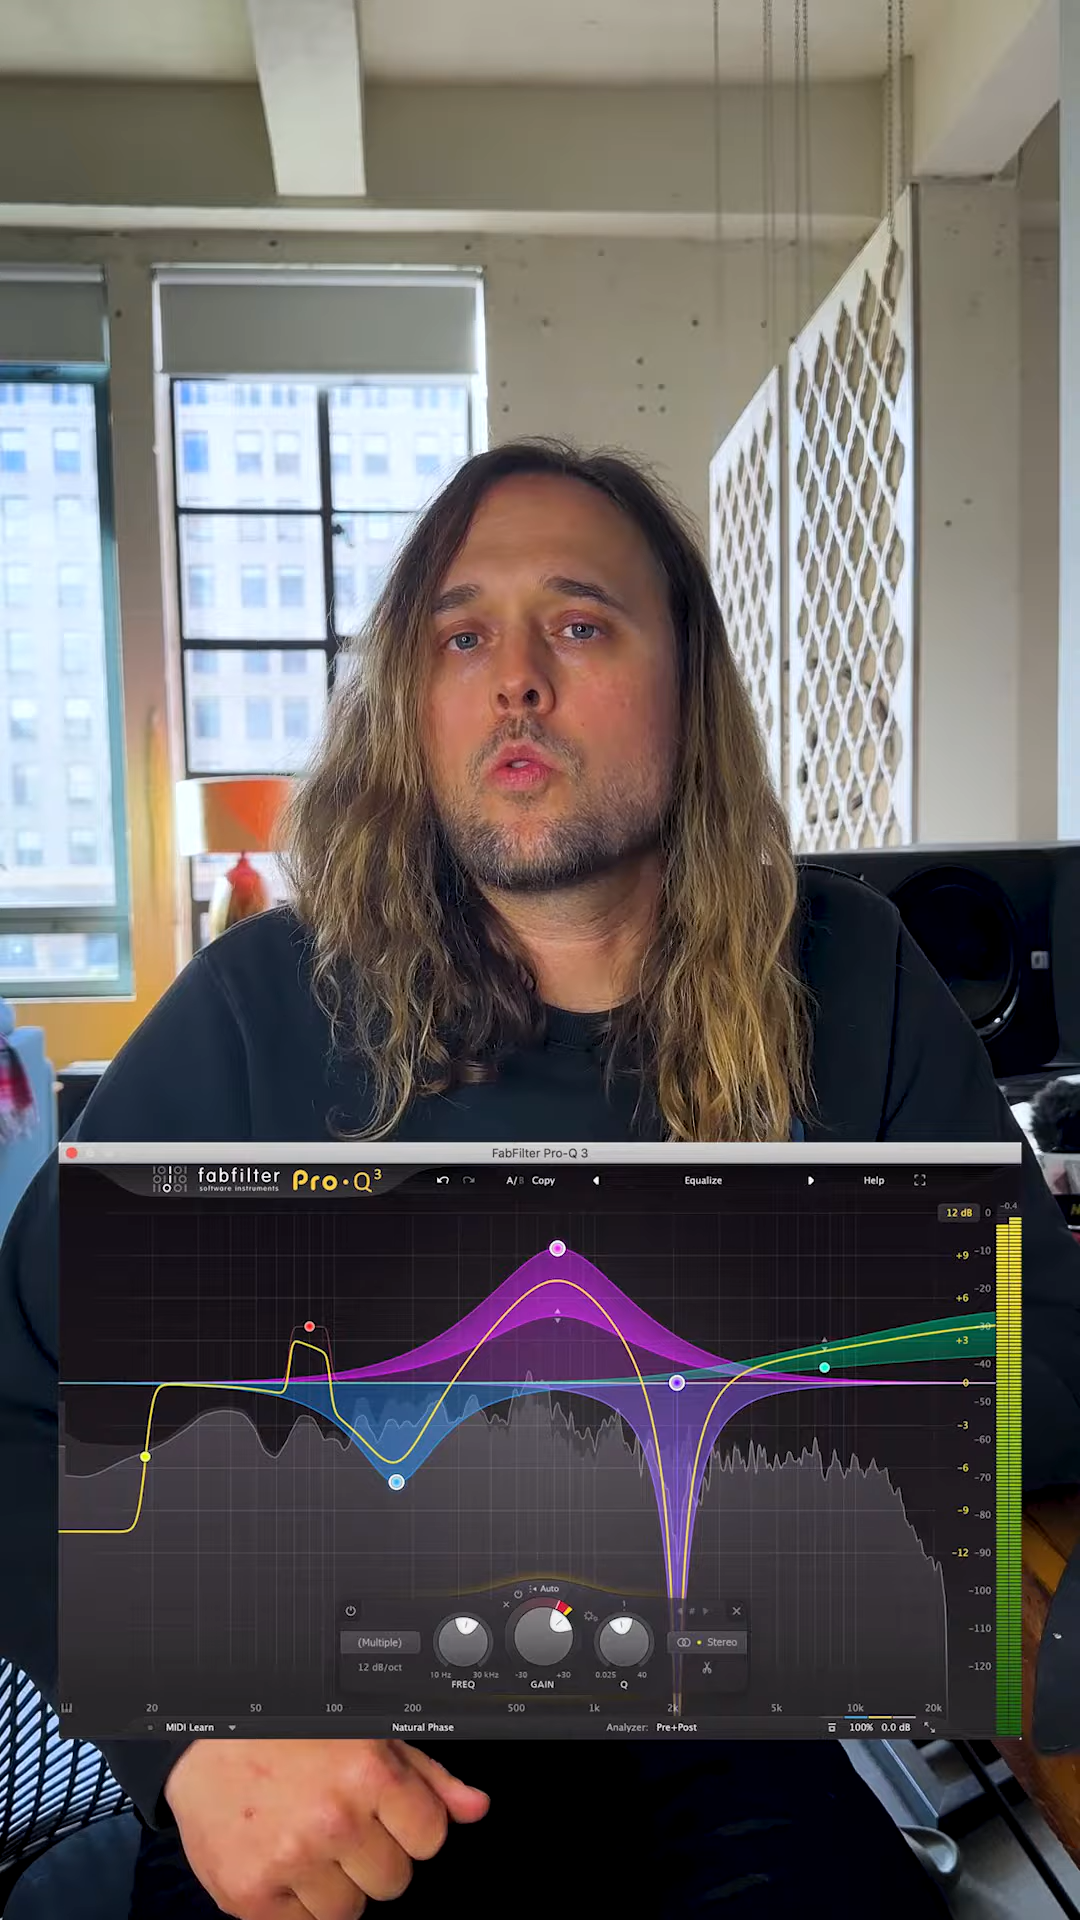 FabFilter Pro-Q 3
fabfilter Pro·Q3
software instruments
A/B Copy Equalize Help
12 dB 0 -0.4
+9 -10
-20
+6
-30
+3
-40
0
-50
-3
-60
-6
-70
-9
-80
-12 -90
-100
-110
-120
Auto
(Multiple)
12 dB/oct
10 Hz 30 kHz
FREQ
-30 +30
GAIN
0.025 40
Q
Stereo
20 50 100 200 500 1k 2k 5k 10k 20k
MIDI Learn Natural Phase Analyzer: Pre+Post 100% 0.0 dB